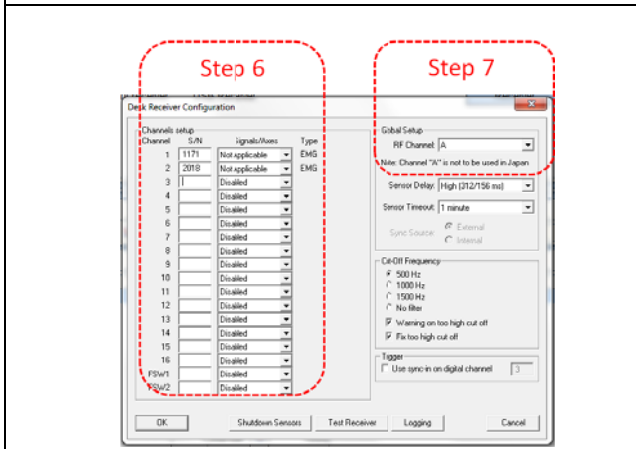 Step 6
Step 7
Desk Receiver Configuration
Channels setup
Channel S/N Signals/Axes Type
1 1171 Not applicable EMG
2 2018 Not applicable EMG
3 Disabled
4 Disabled
5 Disabled
6 Disabled
7 Disabled
8 Disabled
9 Disabled
10 Disabled
11 Disabled
12 Disabled
13 Disabled
14 Disabled
15 Disabled
16 Disabled
FSW1 Disabled
FSW2 Disabled
Global Setup
RF Channel: A
Note: Channel "A" is not to be used in Japan
Sensor Delay: High (312/156 ms)
Sensor Timeout: 1 minute
Sync Source: External
Internal
Cut-Off Frequency
500 Hz
1000 Hz
1500 Hz
No filter
Warning on too high cut off
Fix too high cut off
Trigger
Use sync-in on digital channel 3
OK Shutdown Sensors Test Receiver Logging Cancel